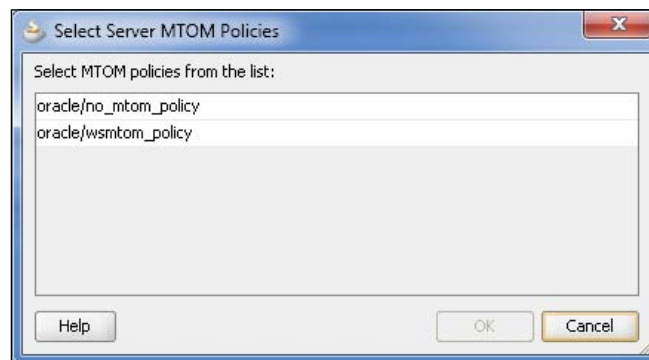 Select Server MTOM Policies
Select MTOM policies from the list:
oracle/no_mtom_policy
oracle/wsmtom_policy
Help OK Cancel